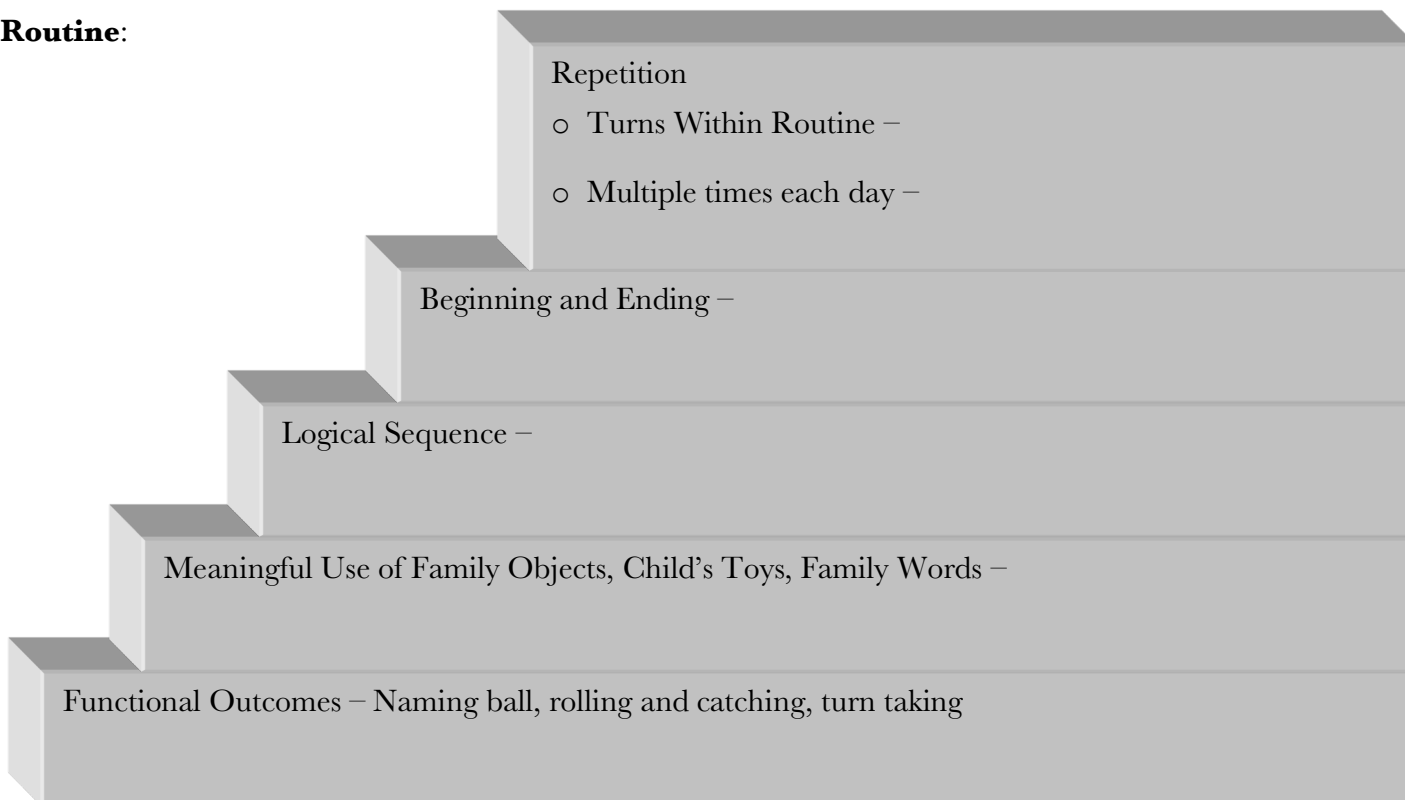 Routine:
Repetition
o Turns Within Routine –
o Multiple times each day –
Beginning and Ending –
Logical Sequence –
Meaningful Use of Family Objects, Child’s Toys, Family Words –
Functional Outcomes – Naming ball, rolling and catching, turn taking